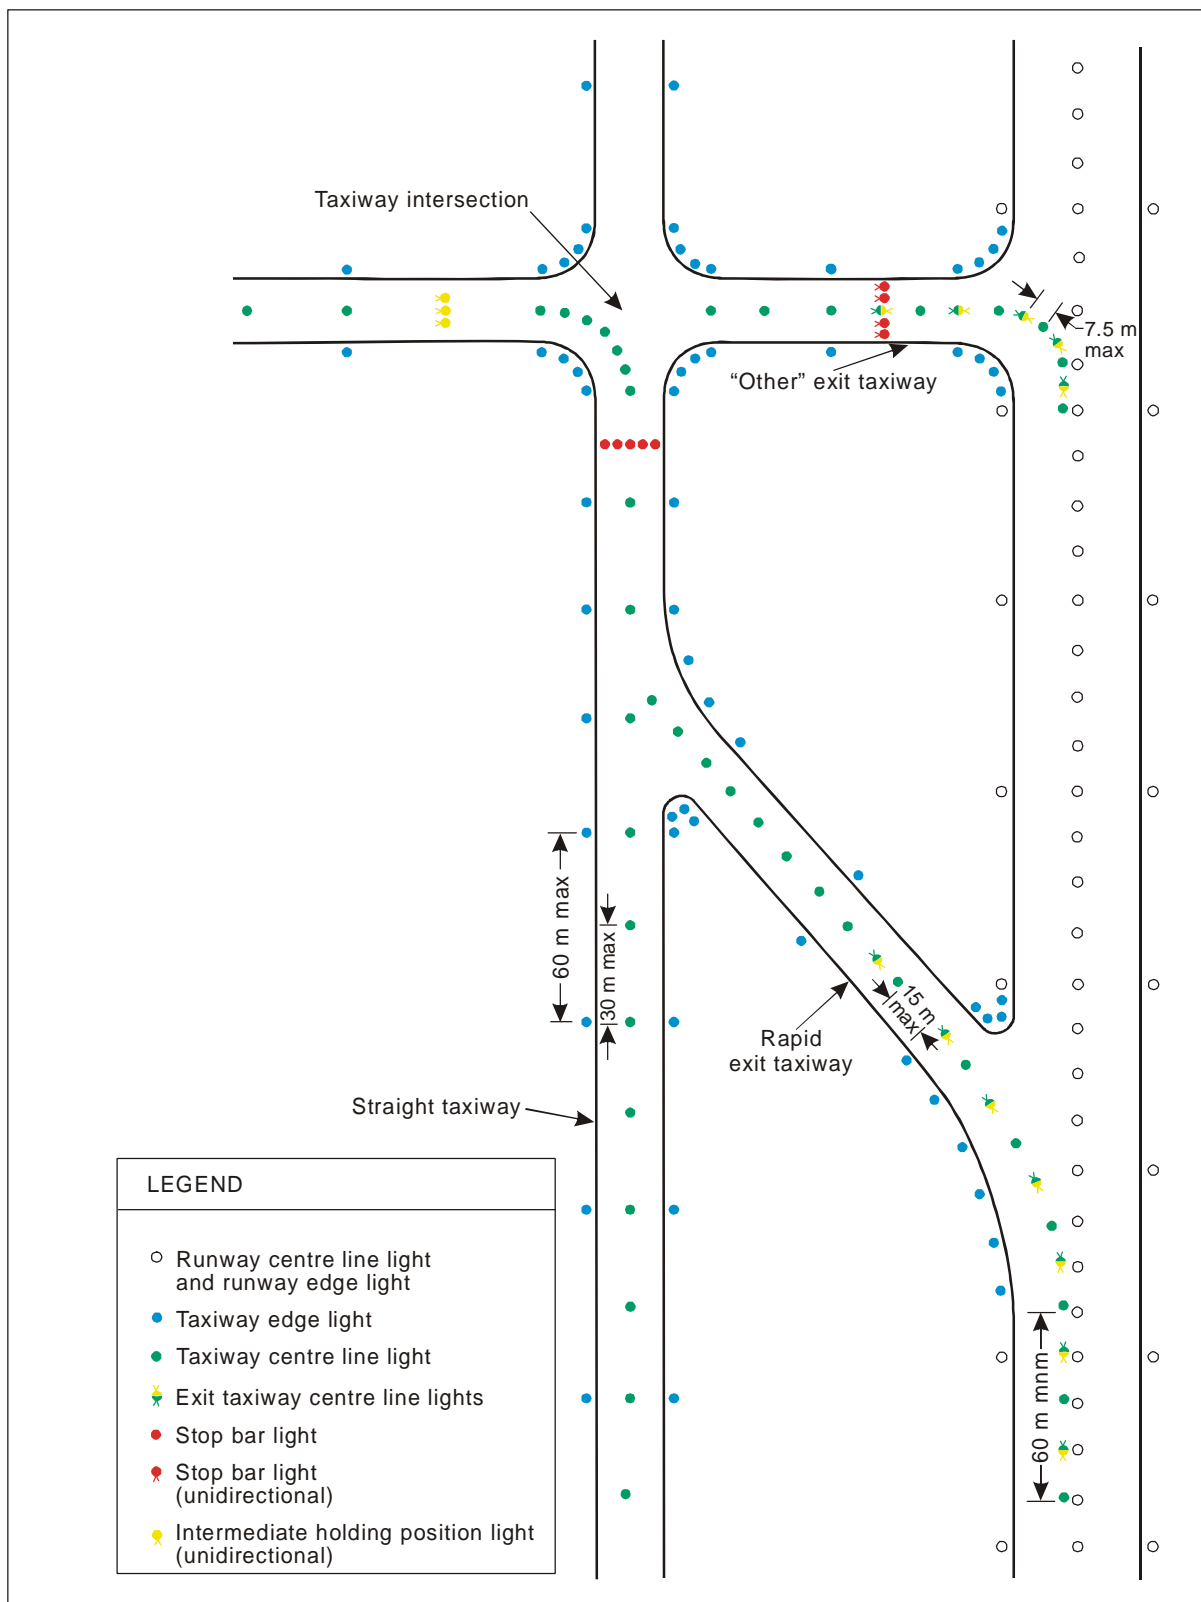 Taxiway intersection
7.5 m
max
“Other” exit taxiway
60 m max
30 m max
15 m
max
Rapid
exit taxiway
Straight taxiway
60 m mnm
LEGEND
Runway centre line light
and runway edge light
Taxiway edge light
Taxiway centre line light
Exit taxiway centre line lights
Stop bar light
Stop bar light
(unidirectional)
Intermediate holding position light
(unidirectional)